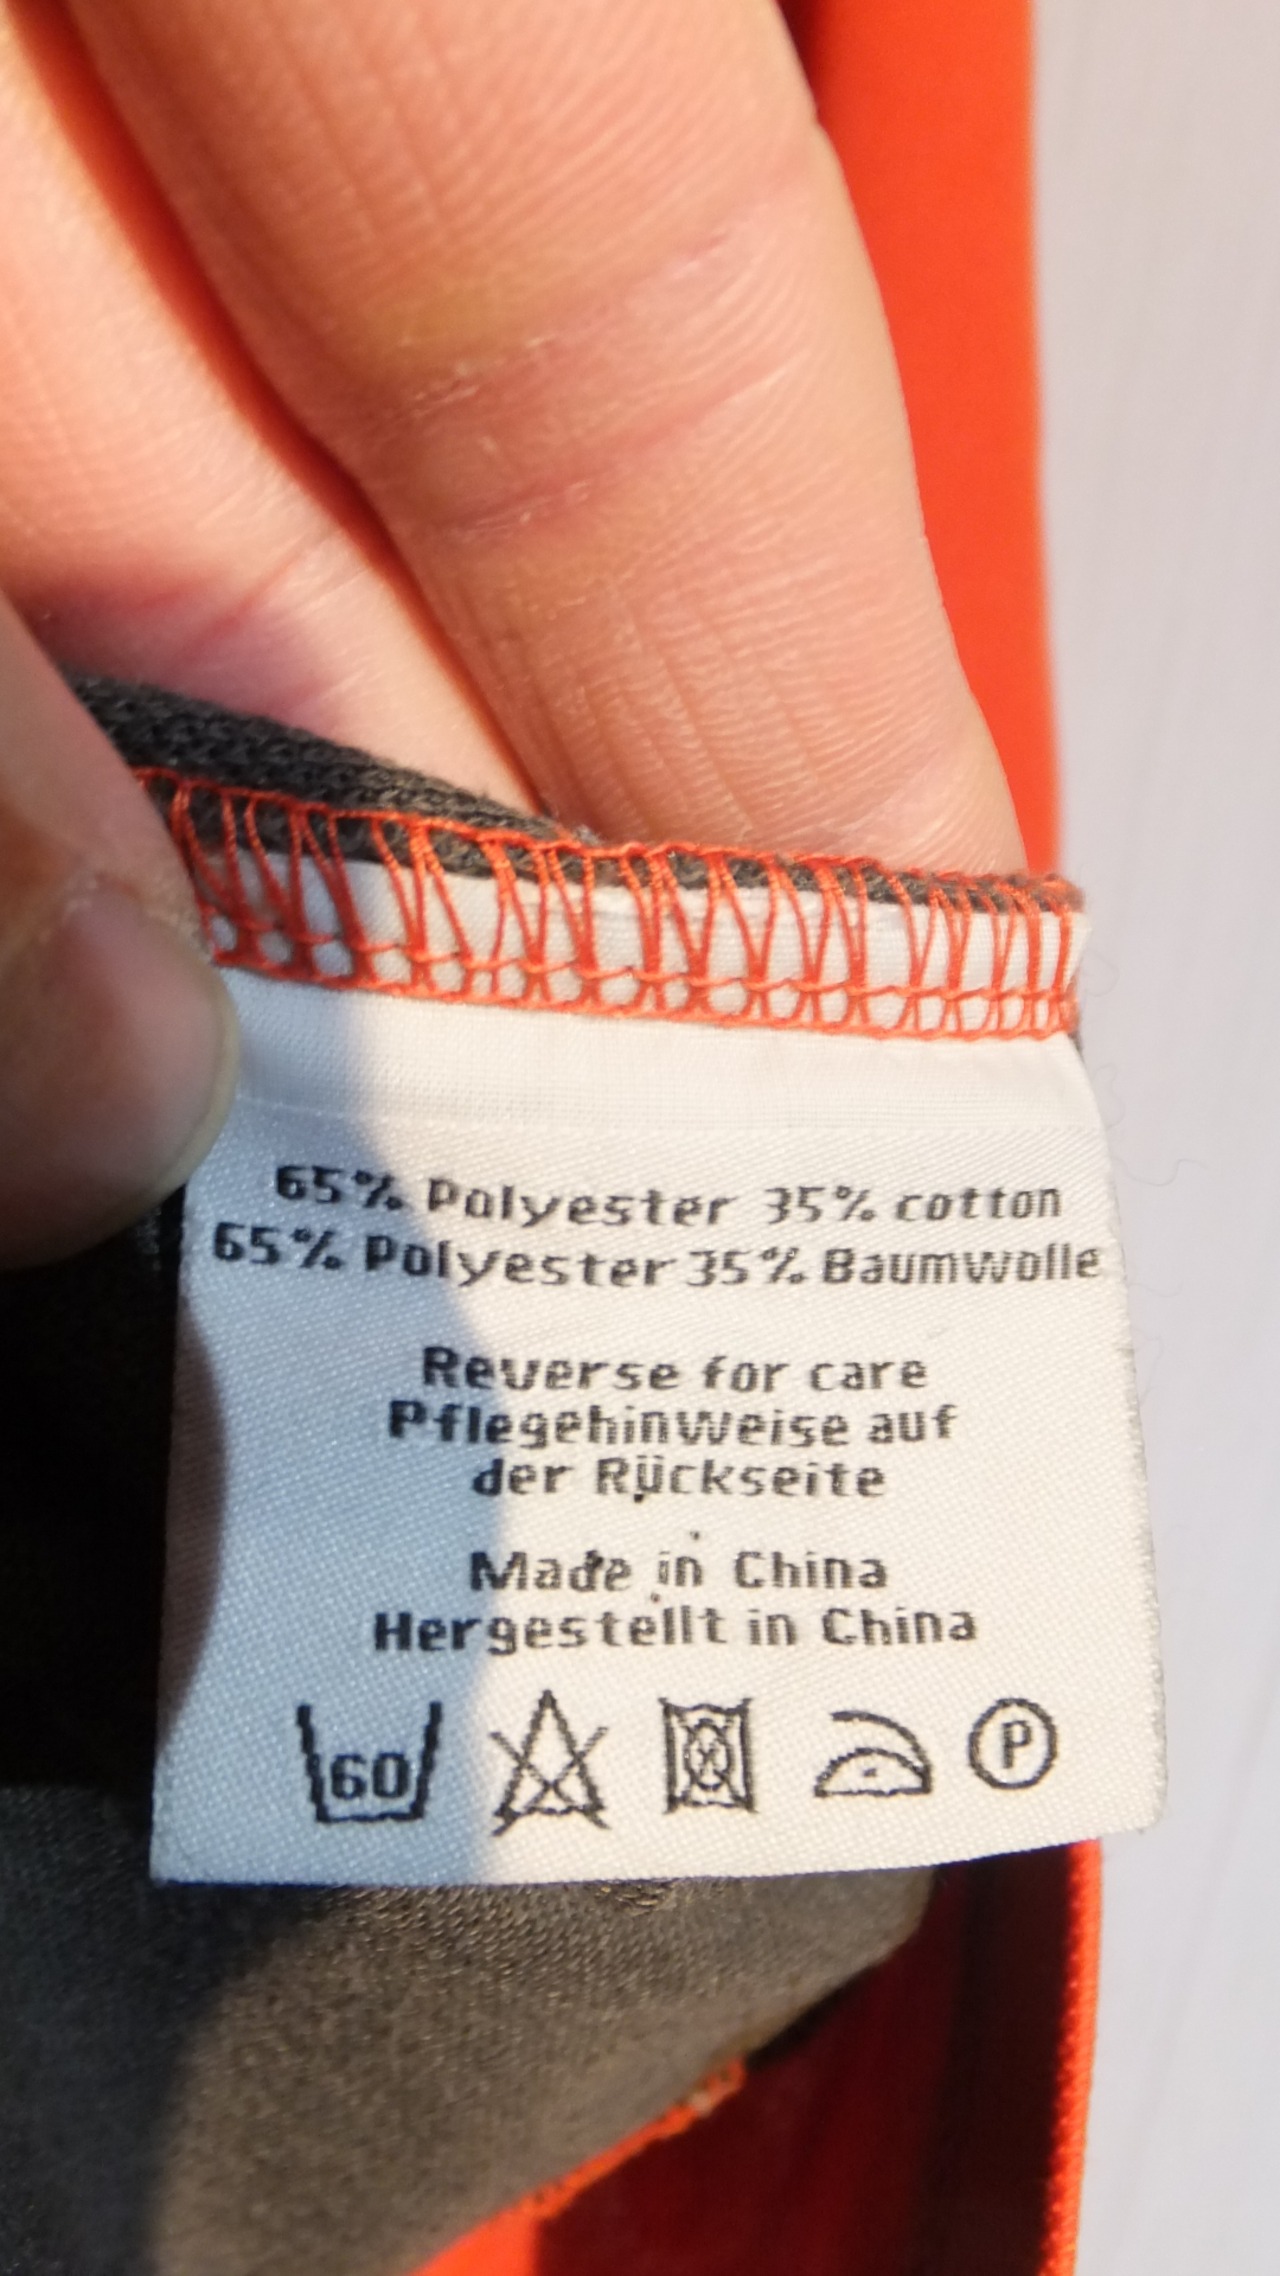 65% Polyester 35% cotton
65% Polyester 35% Baumwolle
Reverse for care
Pflegehinweise auf
der Rückseite
Made in China
Hergestellt in China
60 P